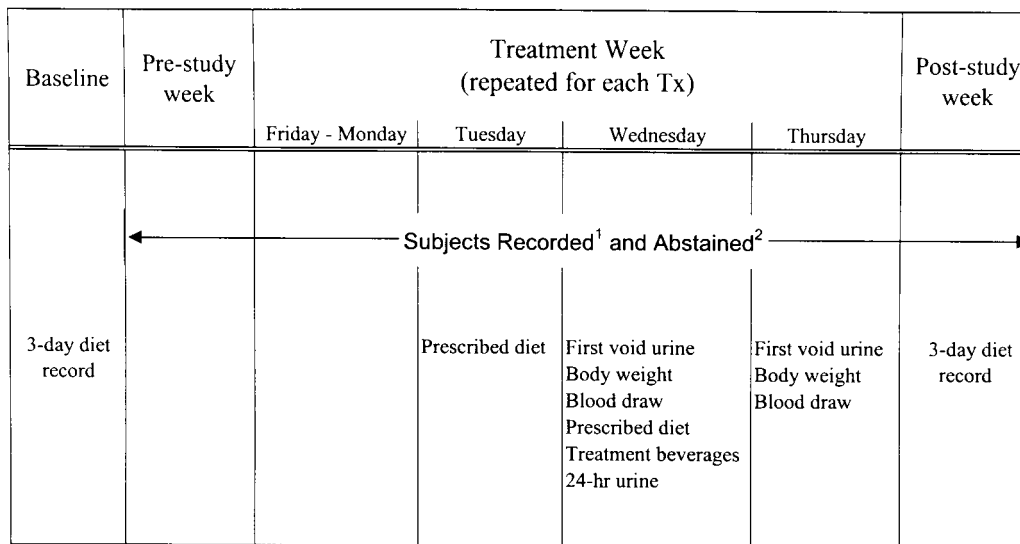 Baseline
Pre-study
week
Treatment Week
(repeated for each Tx)
Post-study
week
Friday - Monday
Tuesday
Wednesday
Thursday
Subjects Recorded¹ and Abstained²
3-day diet
record
Prescribed diet
First void urine
Body weight
Blood draw
Prescribed diet
Treatment beverages
24-hr urine
First void urine
Body weight
Blood draw
3-day diet
record